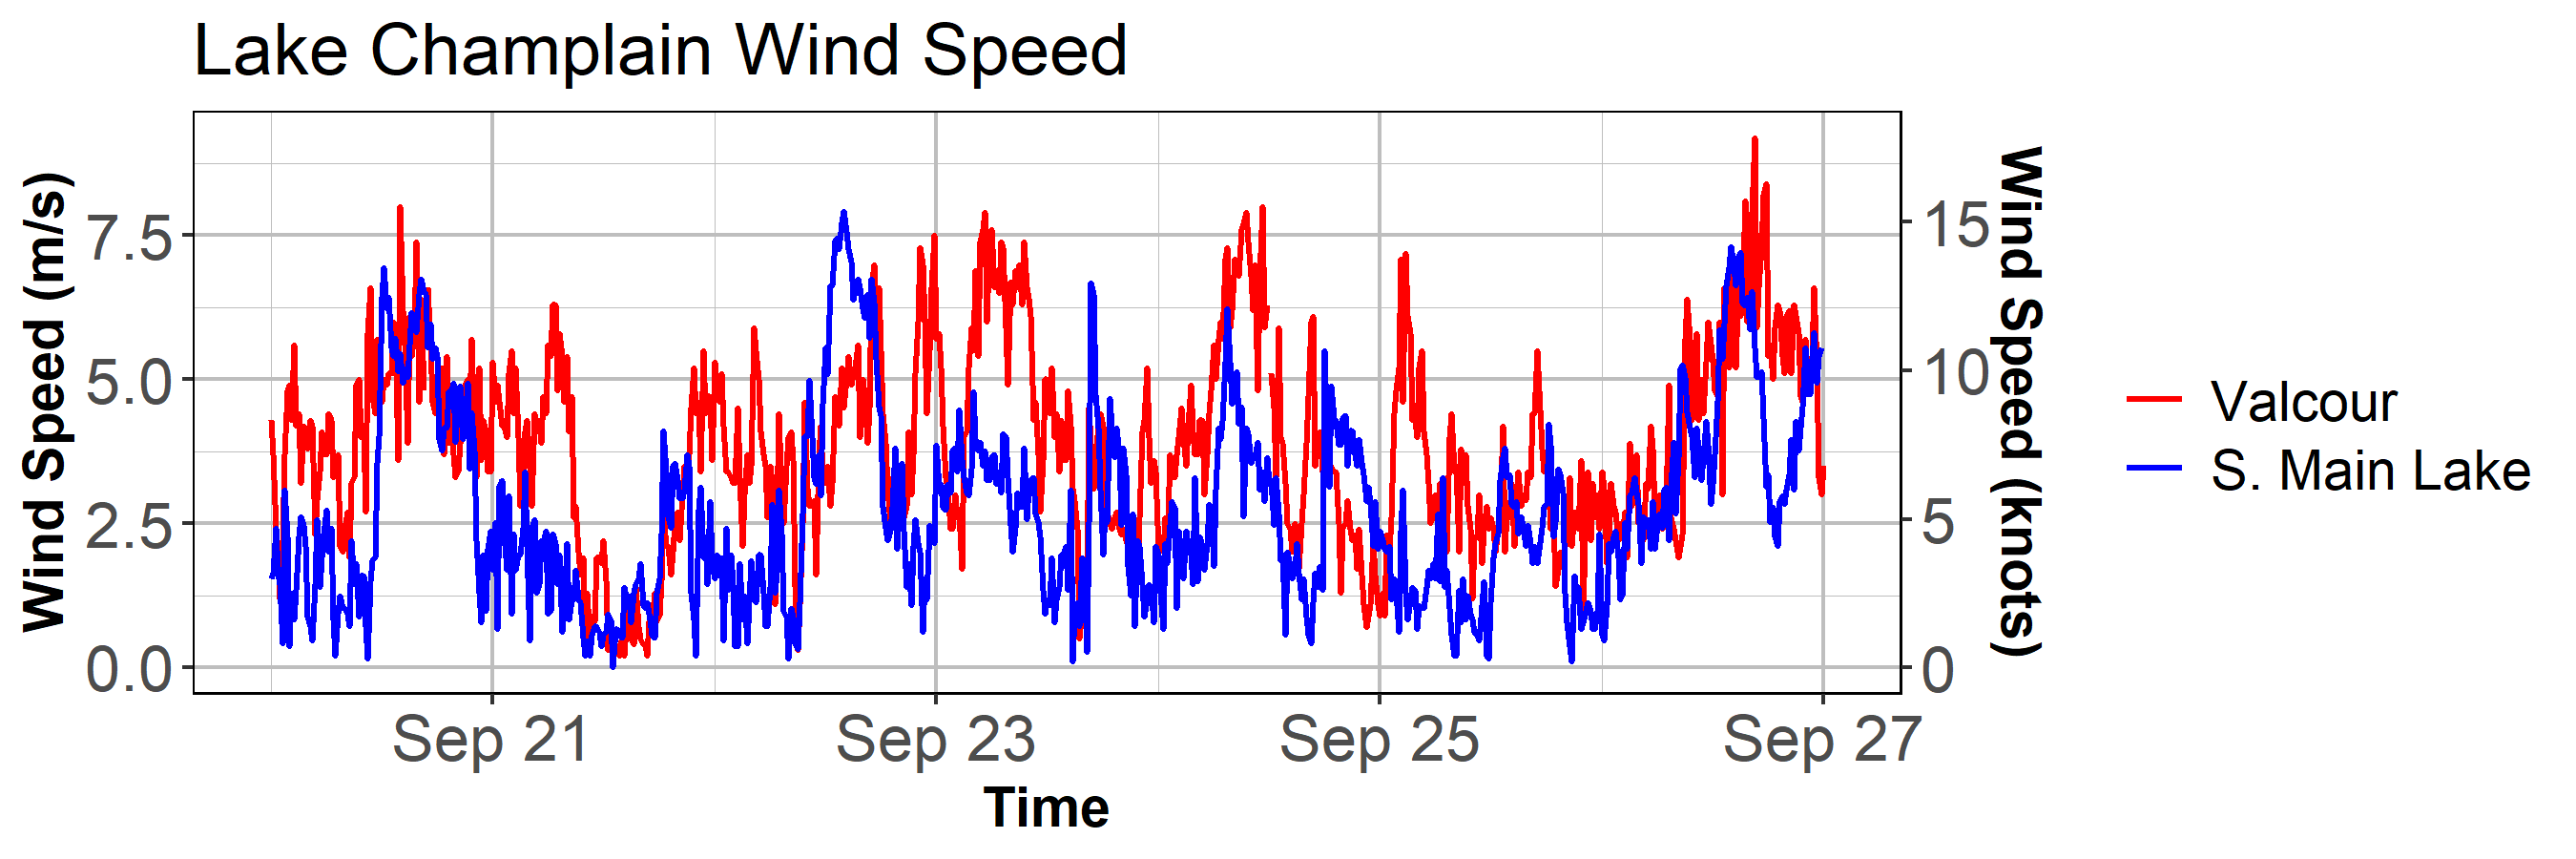 Lake Champlain Wind Speed
Wind Speed (m/s)
7.5
5.0
2.5
0.0
15
10
5
0
Wind Speed (knots)
Sep 21
Sep 23
Sep 25
Sep 27
Time
Valcour
S. Main Lake